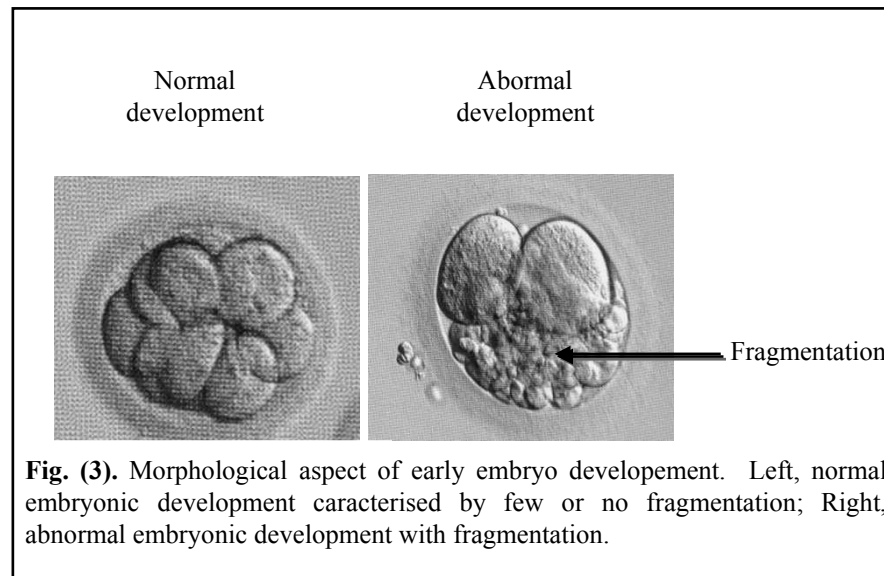 Normal
development
Abormal
development
Fragmentation
Fig. (3). Morphological aspect of early embryo developement. Left, normal
embryonic development caracterised by few or no fragmentation; Right,
abnormal embryonic development with fragmentation.